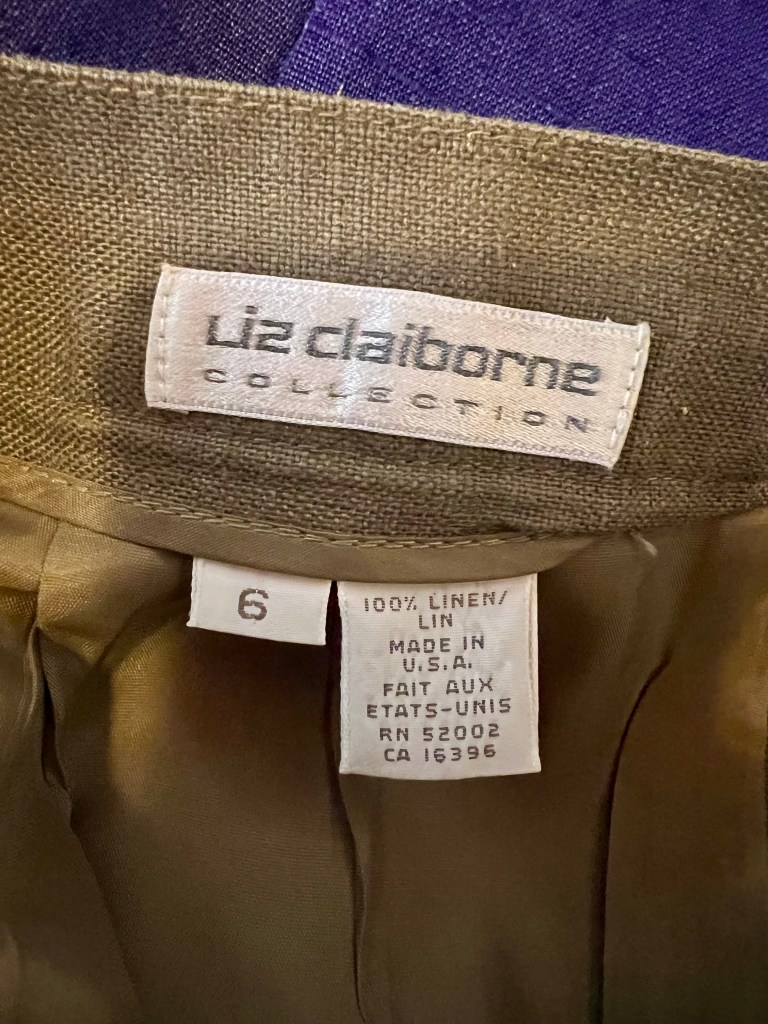 Liz claiborne
COLLECTION
6
100% LINEN/
LIN
MADE IN
U.S.A.
FAIT AUX
ETATS-UNIS
RN 52002
CA 16396